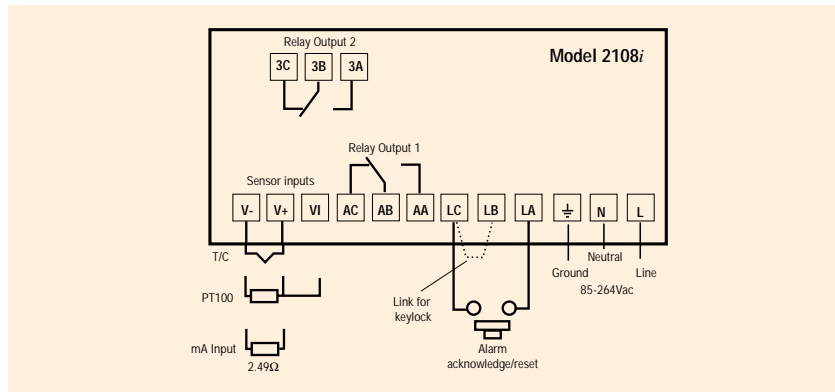 Relay Output 2
Model 2108i
3C 3B 3A
Relay Output 1
Sensor inputs
V- V+ VI AC AB AA LC LB LA N L
T/C
Neutral
Ground Line
85-264Vac
PT100
Link for
keylock
mA Input
2.49Ω
Alarm
acknowledge/reset